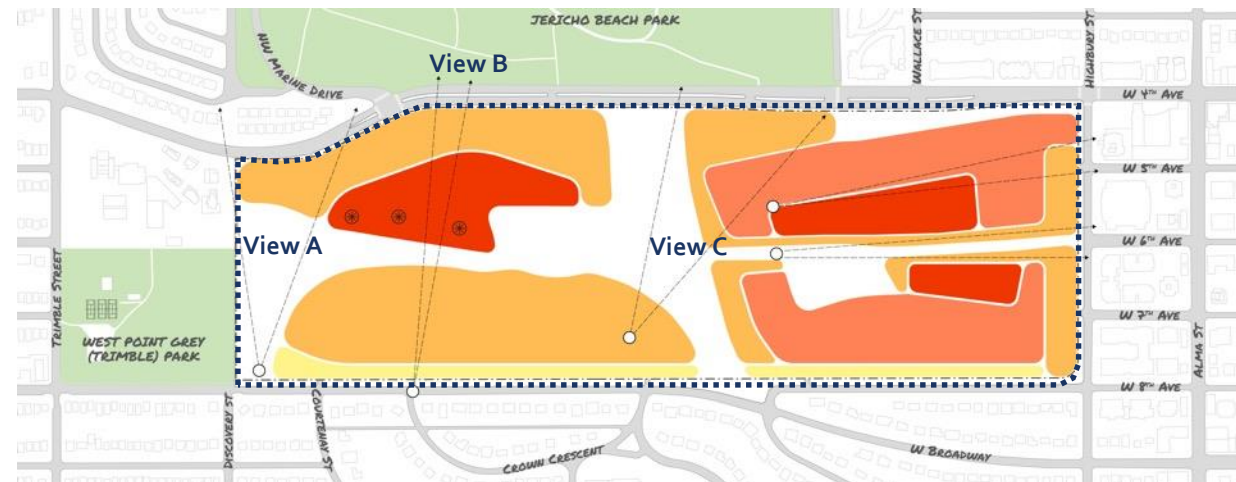 JERICHO BEACH PARK
WALLACE ST
HIGHBURY ST
NW MARINE DRIVE
View B
W 4TH AVE
W 5TH AVE
View A
View C
W 6TH AVE
TRIMBLE STREET
WEST POINT GREY
(TRIMBLE) PARK
W 7TH AVE
ALMA ST
W 8TH AVE
DISCOVERY ST
COURTENAY ST.
CROWN CRESCENT
W BROADWAY